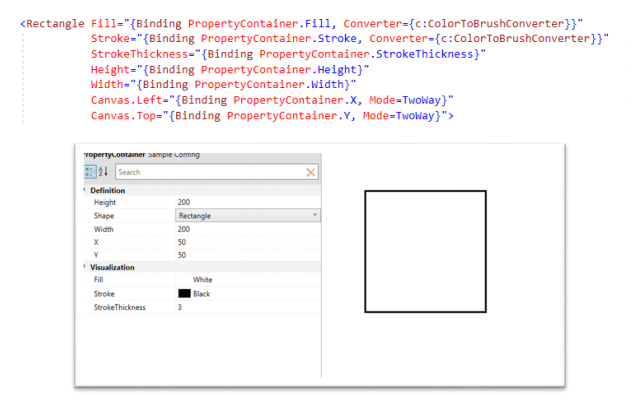 <Rectangle Fill="{Binding PropertyContainer.Fill, Converter={c:ColorToBrushConverter}}"
Stroke="{Binding PropertyContainer.Stroke, Converter={c:ColorToBrushConverter}}"
StrokeThickness="{Binding PropertyContainer.StrokeThickness}"
Height="{Binding PropertyContainer.Height}"
Width="{Binding PropertyContainer.Width}"
Canvas.Left="{Binding PropertyContainer.X, Mode=TwoWay}"
Canvas.Top="{Binding PropertyContainer.Y, Mode=TwoWay}">
Sample
Search
Definition
Height 200
Shape Rectangle
Width 200
X 50
Y 50
Visualization
Fill White
Stroke Black
StrokeThickness 3